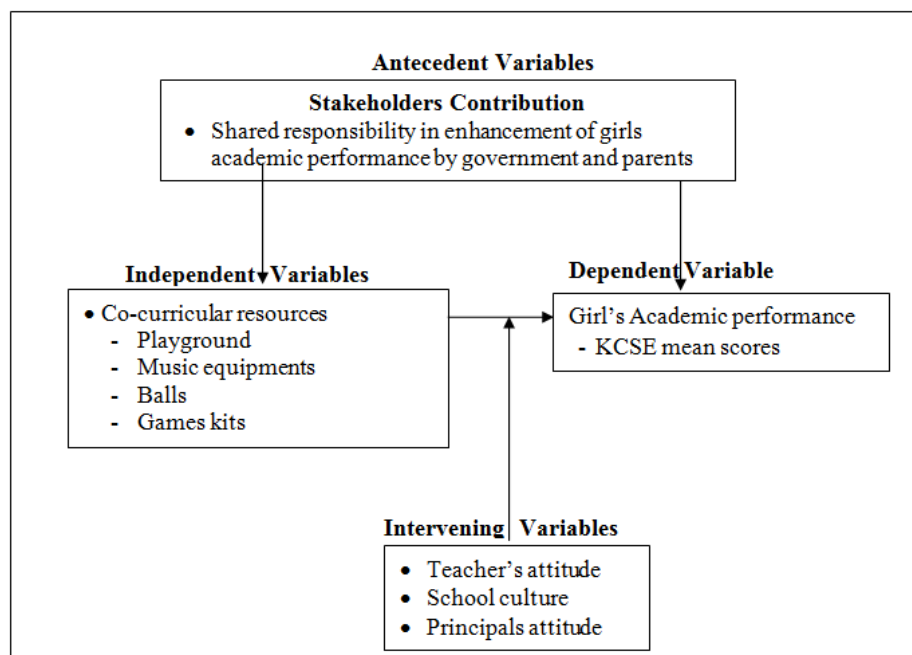 Antecedent Variables
Stakeholders Contribution
• Shared responsibility in enhancement of girls
academic performance by government and parents
Independent Variables
• Co-curricular resources
- Playground
- Music equipments
- Balls
- Games kits
Dependent Variable
Girl's Academic performance
- KCSE mean scores
Intervening Variables
• Teacher's attitude
• School culture
• Principals attitude